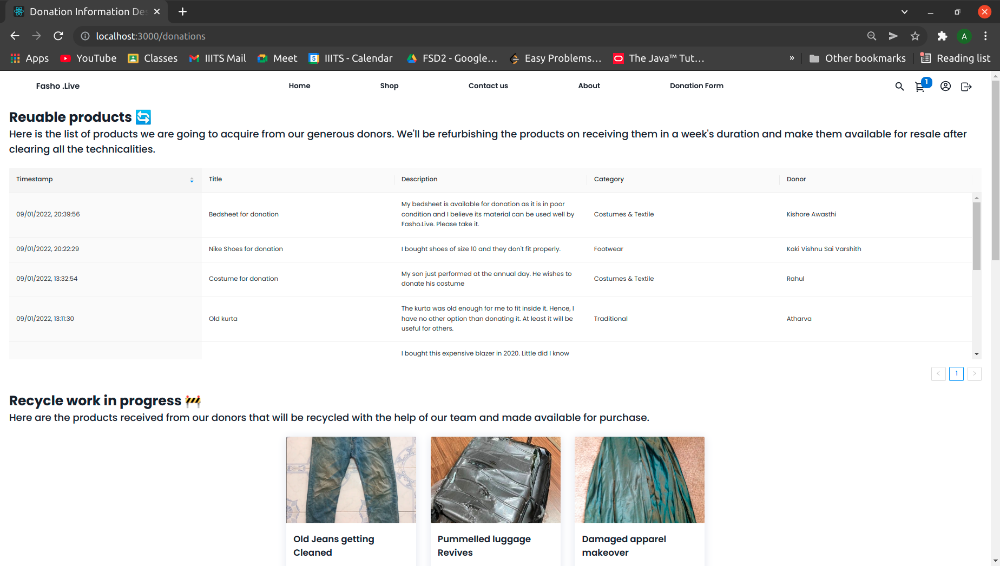 Donation Information Des
localhost:3000/donations
A
Apps
YouTube
Classes
IIITS Mail
Meet
5
IIITS - Calendar
FSD2 - Google...
Easy Problems...
The Java™ Tut...
»
Other bookmarks
Reading list
Fasho .Live
Home
Shop
Contact us
About
Donation Form
1
Reuable products
Here is the list of products we are going to acquire from our generous donors. We'll be refurbishing the products on receiving them in a week's duration and make them available for resale after
clearing all the technicalities.
Timestamp Title Description Category Donor
09/01/2022, 20:39:56
Bedsheet for donation
My bedsheet is available for donation as it is in poor
condition and I believe its material can be used well by
Fasho.Live. Please take it.
Costumes & Textile
Kishore Awasthi
09/01/2022, 20:22:29
Nike Shoes for donation
I bought shoes of size 10 and they don't fit properly.
Footwear
Kaki Vishnu Sai Varshith
09/01/2022, 13:32:54
Costume for donation
My son just performed at the annual day. He wishes to
donate his costume
Costumes & Textile
Rahul
09/01/2022, 13:11:30
Old kurta
The kurta was old enough for me to fit inside it. Hence, I
have no other option than donating it. At least it will be
useful for others.
Traditional
Atharva
I bought this expensive blazer in 2020. Little did I know
< 1 >
Recycle work in progress
Here are the products received from our donors that will be recycled with the help of our team and made available for purchase.
Old Jeans getting
Cleaned
Pummelled luggage
Revives
Damaged apparel
makeover